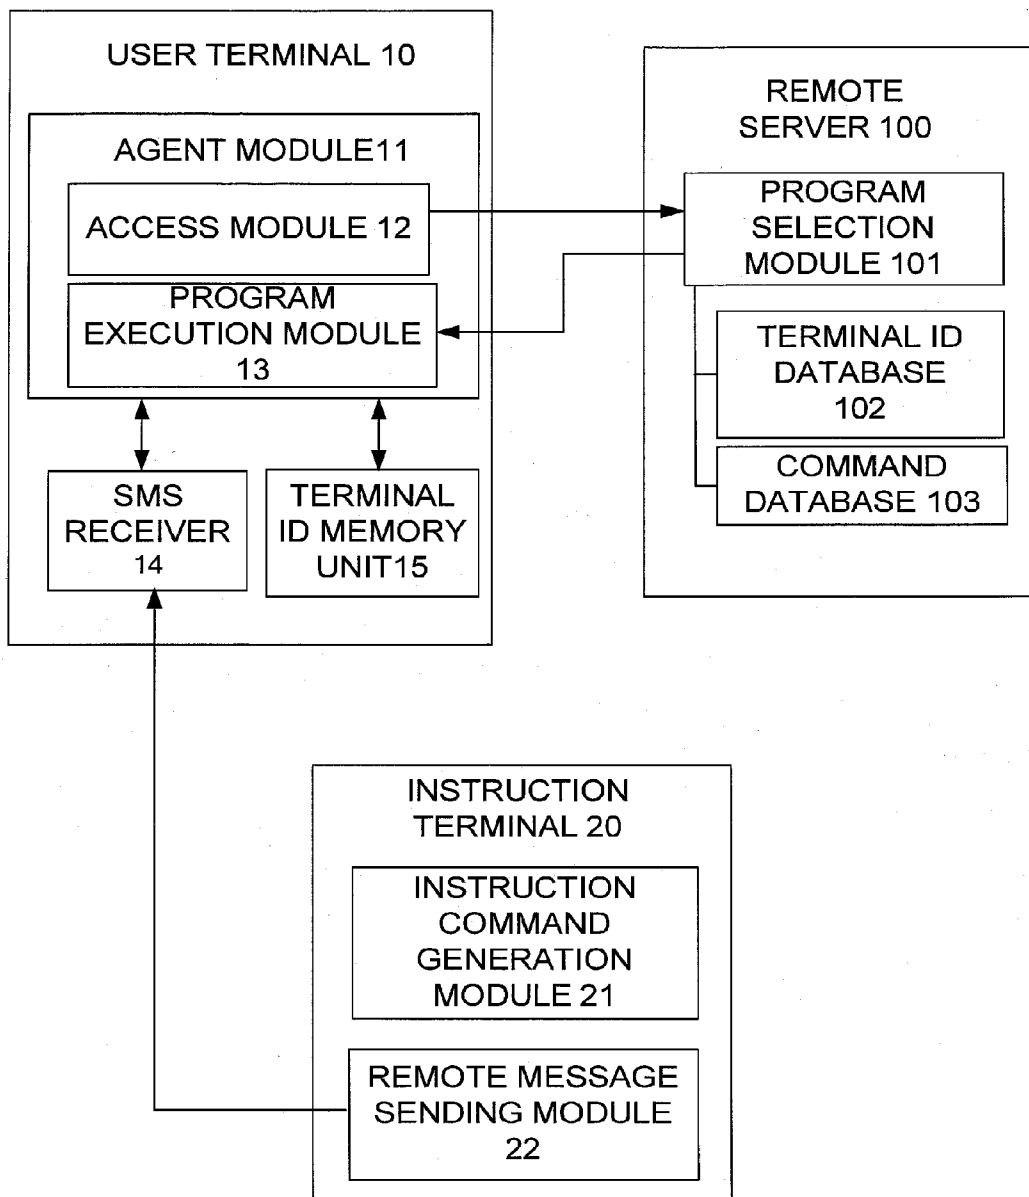 USER TERMINAL 10
AGENT MODULE11
ACCESS MODULE 12
PROGRAM
EXECUTION MODULE
13
SMS
RECEIVER
14
TERMINAL
ID MEMORY
UNIT15
REMOTE
SERVER 100
PROGRAM
SELECTION
MODULE 101
TERMINAL ID
DATABASE
102
COMMAND
DATABASE 103
INSTRUCTION
TERMINAL 20
INSTRUCTION
COMMAND
GENERATION
MODULE 21
REMOTE MESSAGE
SENDING MODULE
22